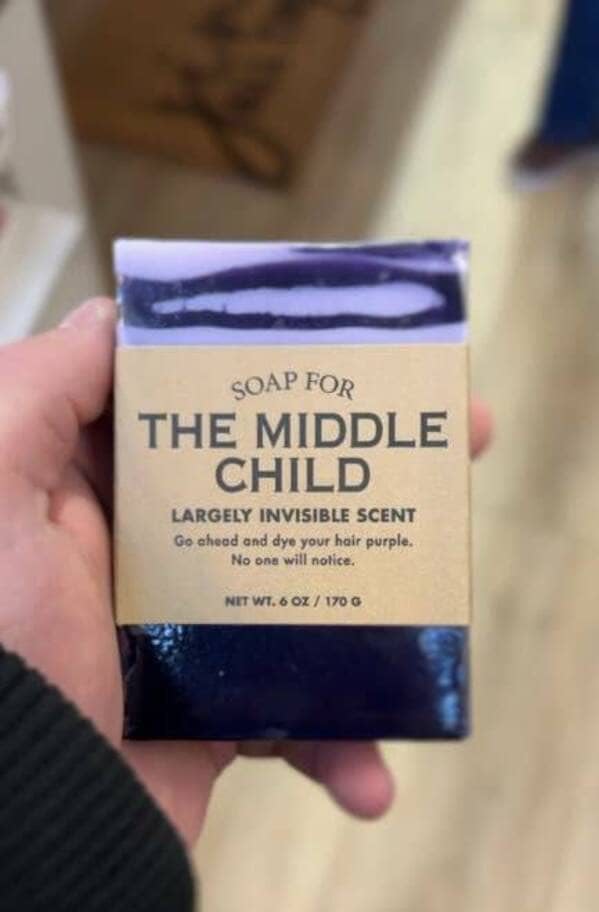 SOAP FOR
THE MIDDLE
CHILD
LARGELY INVISIBLE SCENT
Go ahead and dye your hair purple.
No one will notice.
NET WT. 6 OZ / 170 G